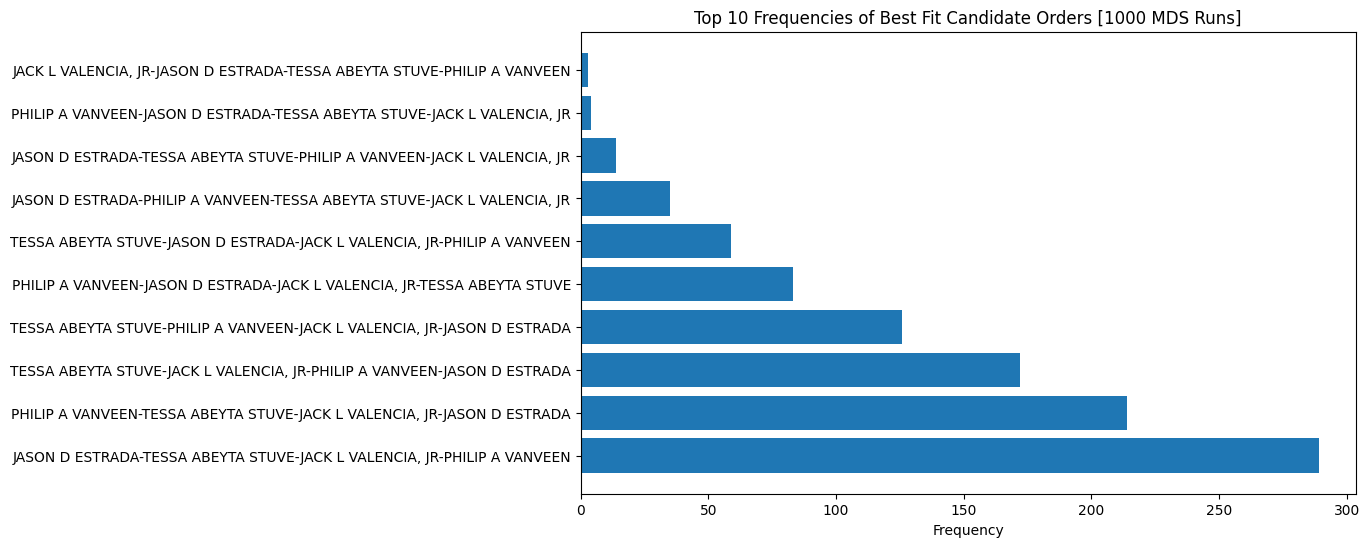 Top 10 Frequencies of Best Fit Candidate Orders [1000 MDS Runs]
JACK L VALENCIA, JR-JASON D ESTRADA-TESSA ABEYTA STUVE-PHILIP A VANVEEN
PHILIP A VANVEEN-JASON D ESTRADA-TESSA ABEYTA STUVE-JACK L VALENCIA, JR
JASON D ESTRADA-TESSA ABEYTA STUVE-PHILIP A VANVEEN-JACK L VALENCIA, JR
JASON D ESTRADA-PHILIP A VANVEEN-TESSA ABEYTA STUVE-JACK L VALENCIA, JR
TESSA ABEYTA STUVE-JASON D ESTRADA-JACK L VALENCIA, JR-PHILIP A VANVEEN
PHILIP A VANVEEN-JASON D ESTRADA-JACK L VALENCIA, JR-TESSA ABEYTA STUVE
TESSA ABEYTA STUVE-PHILIP A VANVEEN-JACK L VALENCIA, JR-JASON D ESTRADA
TESSA ABEYTA STUVE-JACK L VALENCIA, JR-PHILIP A VANVEEN-JASON D ESTRADA
PHILIP A VANVEEN-TESSA ABEYTA STUVE-JACK L VALENCIA, JR-JASON D ESTRADA
JASON D ESTRADA-TESSA ABEYTA STUVE-JACK L VALENCIA, JR-PHILIP A VANVEEN
0 50 100 150 200 250 300
Frequency